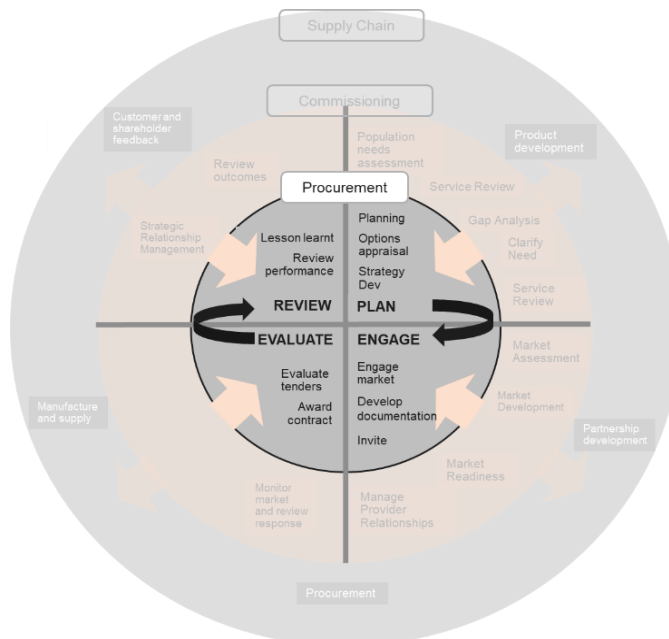 Supply Chain
Commissioning
Customer and
shareholder
feedback
Population
needs
assessment
Product
development
Review
outcomes
Service Review
Procurement
Planning
Gap Analysis
Strategic
Relationship
Management
Lesson learnt
Options
appraisal
Clarify
Need
Review
performance
Strategy
Dev
Service
Review
REVIEW
PLAN
EVALUATE
ENGAGE
Market
Assessment
Evaluate
tenders
Engage
market
Manufacture
and supply
Award
contract
Develop
documentation
Market
Development
Invite
Partnership
development
Market
Readiness
Monitor
market
and review
response
Manage
Provider
Relationships
Procurement